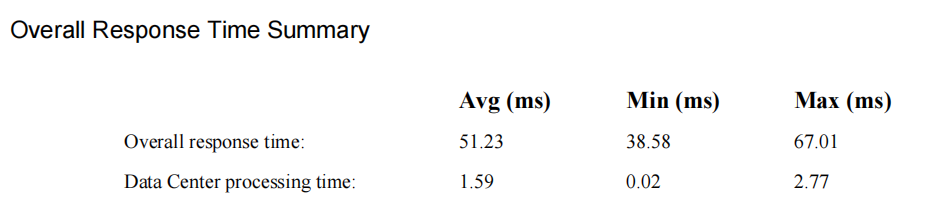 Overall Response Time Summary
Avg (ms) Min (ms) Max (ms)
Overall response time: 51.23 38.58 67.01
Data Center processing time: 1.59 0.02 2.77